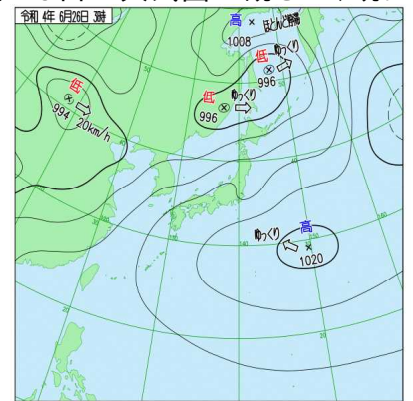 令和 4年 6月26日 3時
高
1008
ほとんど停滞
低
ゆっくり
996
低
ゆっくり
996
低
994
20km/h
高
ゆっくり
1020